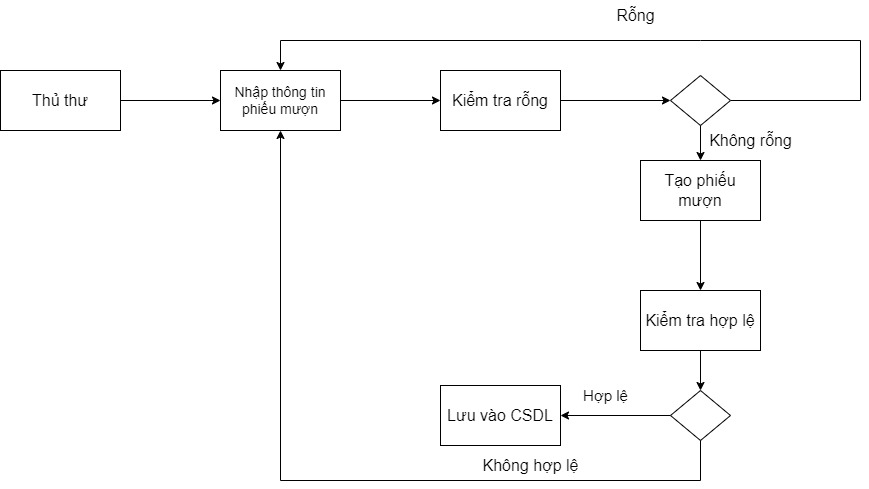 Rỗng
Thủ thư
Nhập thông tin
phiếu mượn
Kiểm tra rỗng
Không rỗng
Tạo phiếu
mượn
Kiểm tra hợp lệ
Hợp lệ
Lưu vào CSDL
Không hợp lệ